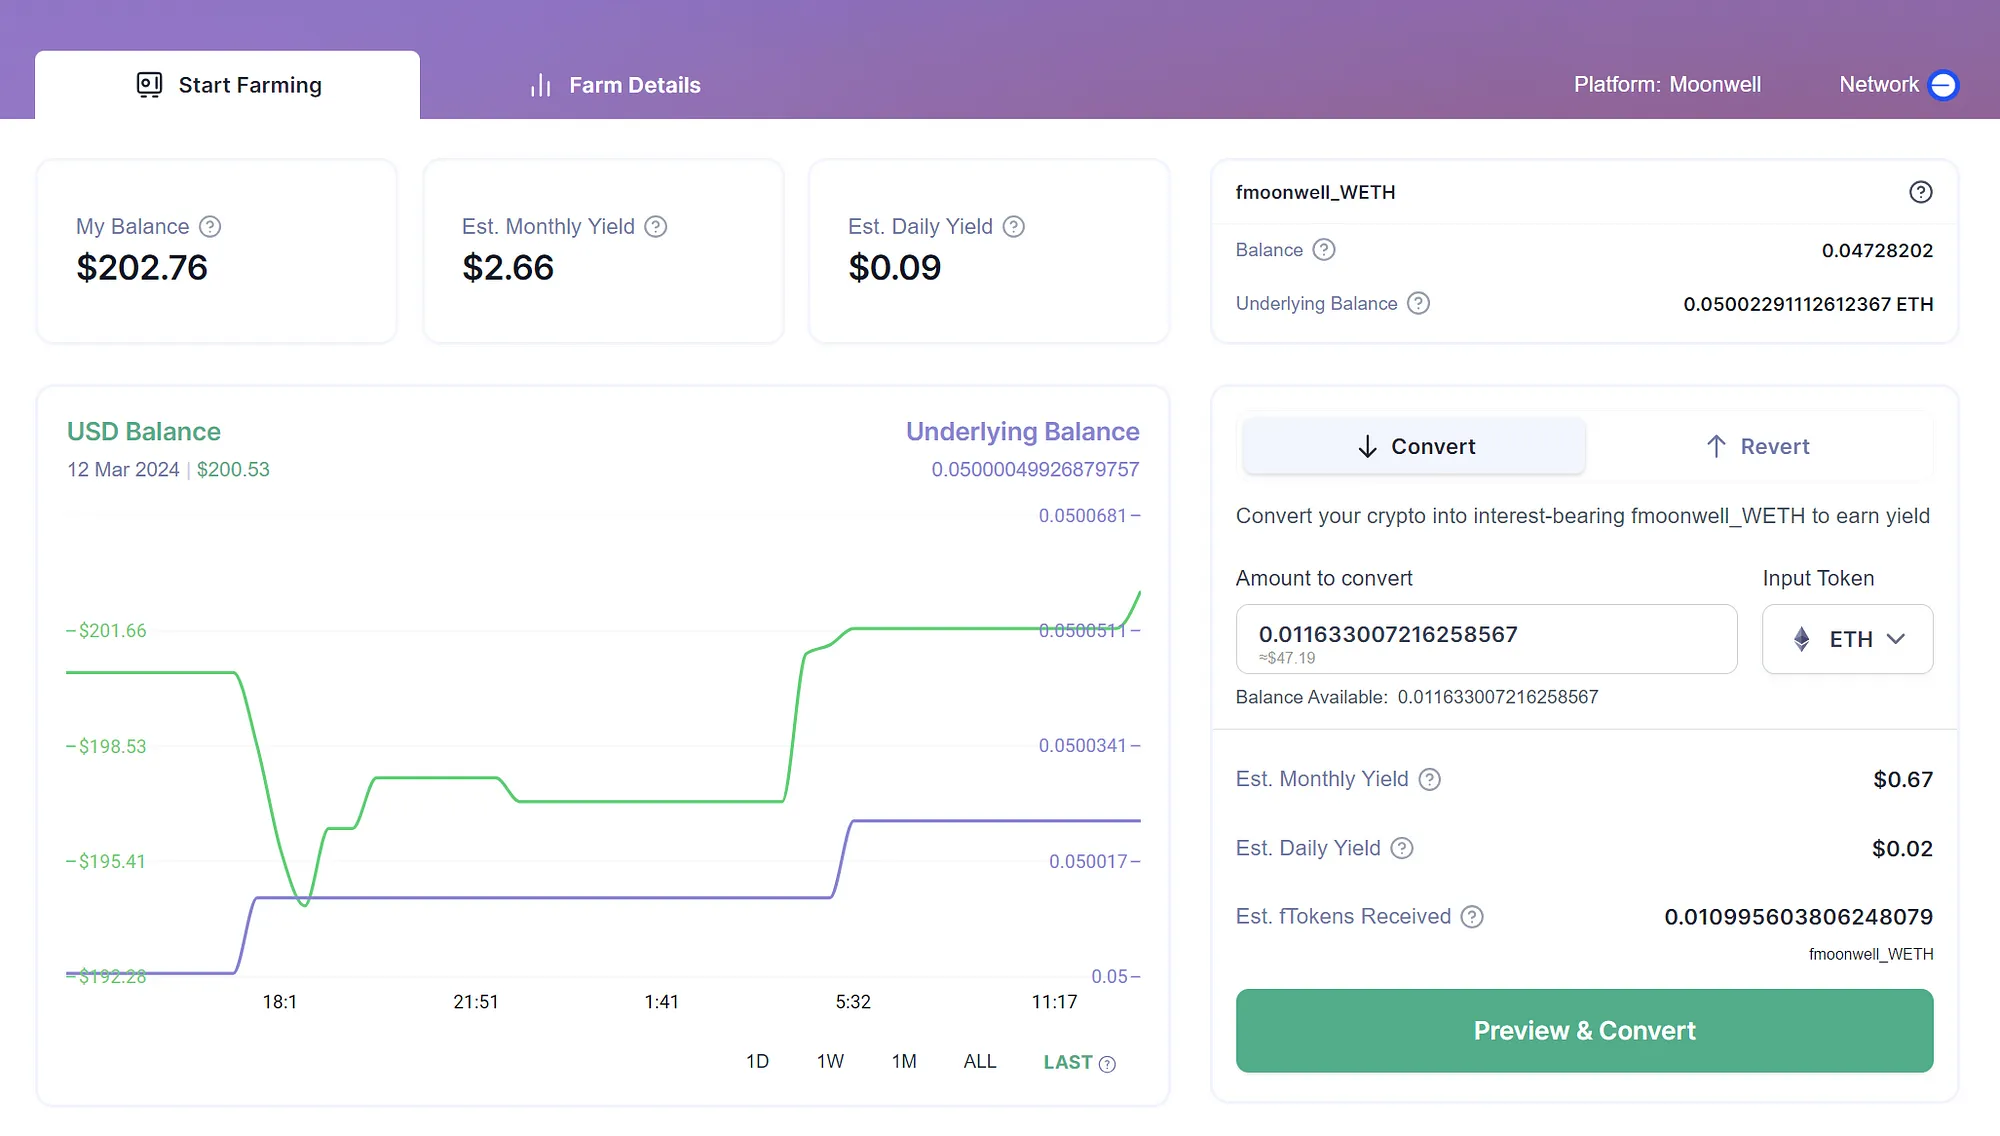 Start Farming
Farm Details
Platform: Moonwell
Network
My Balance
$202.76
Est. Monthly Yield
$2.66
Est. Daily Yield
$0.09
fmoonwell_WETH
Balance
0.04728202
Underlying Balance
0.05002291112612367 ETH
USD Balance
12 Mar 2024 | $200.53
Underlying Balance
0.05000049926879757
0.0500681
$201.66
0.0500511
$198.53
0.0500341
$195.41
0.050017
$192.28
0.05
18:1
21:51
1:41
5:32
11:17
1D
1W
1M
ALL
LAST
Convert
Revert
Convert your crypto into interest-bearing fmoonwell_WETH to earn yield
Amount to convert
Input Token
0.011633007216258567
≈$47.19
ETH
Balance Available: 0.011633007216258567
Est. Monthly Yield
$0.67
Est. Daily Yield
$0.02
Est. fTokens Received
0.010995603806248079
fmoonwell_WETH
Preview & Convert